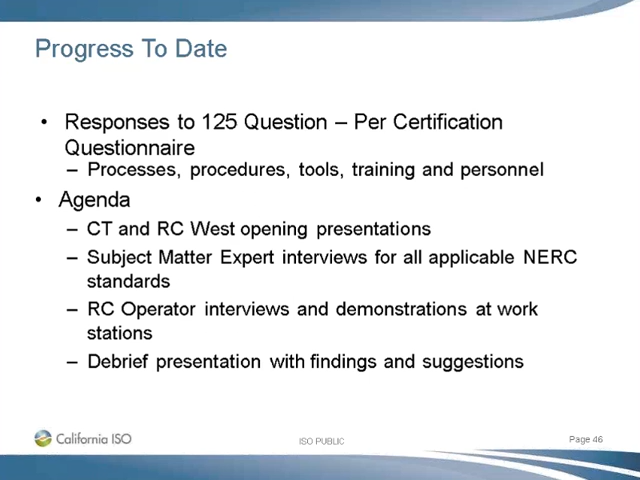 Progress To Date
• Responses to 125 Question – Per Certification
Questionnaire
– Processes, procedures, tools, training and personnel
• Agenda
– CT and RC West opening presentations
– Subject Matter Expert interviews for all applicable NERC
standards
– RC Operator interviews and demonstrations at work
stations
– Debrief presentation with findings and suggestions
California ISO
ISO PUBLIC
Page 46